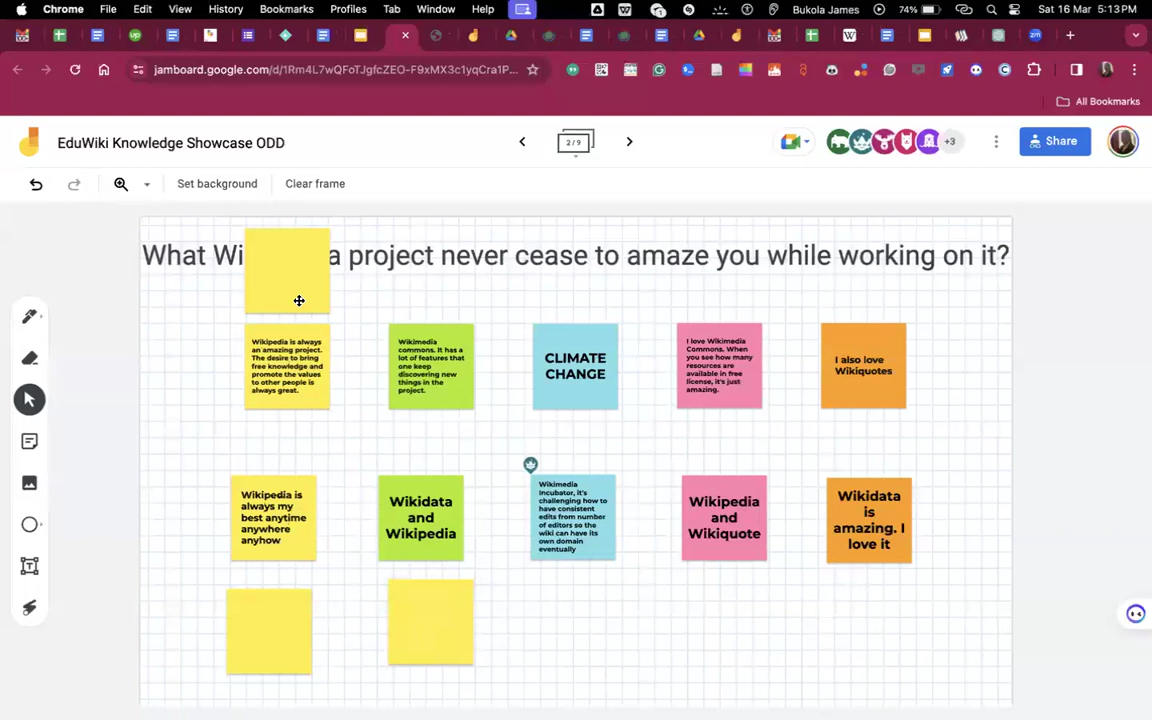 Chrome File Edit View History Bookmarks Profiles Tab Window Help Bukola James 74% Sat 16 Mar 5:13PM
jamboard.google.com/d/1Rm4L7wQFoTJgfcZEO-F9xMX3c1yqCra1P...
All Bookmarks
EduWiki Knowledge Showcase ODD 2/9 +3 Share
Set background Clear frame
What Wi a project never cease to amaze you while working on it?
Wikipedia is always
an amazing project.
The desire to bring
free knowledge and
promote the values
to other people is
always great.
Wikimedia
commons. It has a
lot of features that
one keep
discovering new
things in the
project.
CLIMATE
CHANGE
I love Wikimedia
Commons. When
you see how many
resources are
available in free
license, it's just
amazing.
I also love
Wikiquotes
Wikipedia is
always my
best anytime
anywhere
anyhow
Wikidata
and
Wikipedia
Wikimedia
Incubator, it's
challenging how to
have consistent
edits from number
of editors so the
wiki can have its
own domain
eventually
Wikipedia
and
Wikiquote
Wikidata
is
amazing. I
love it